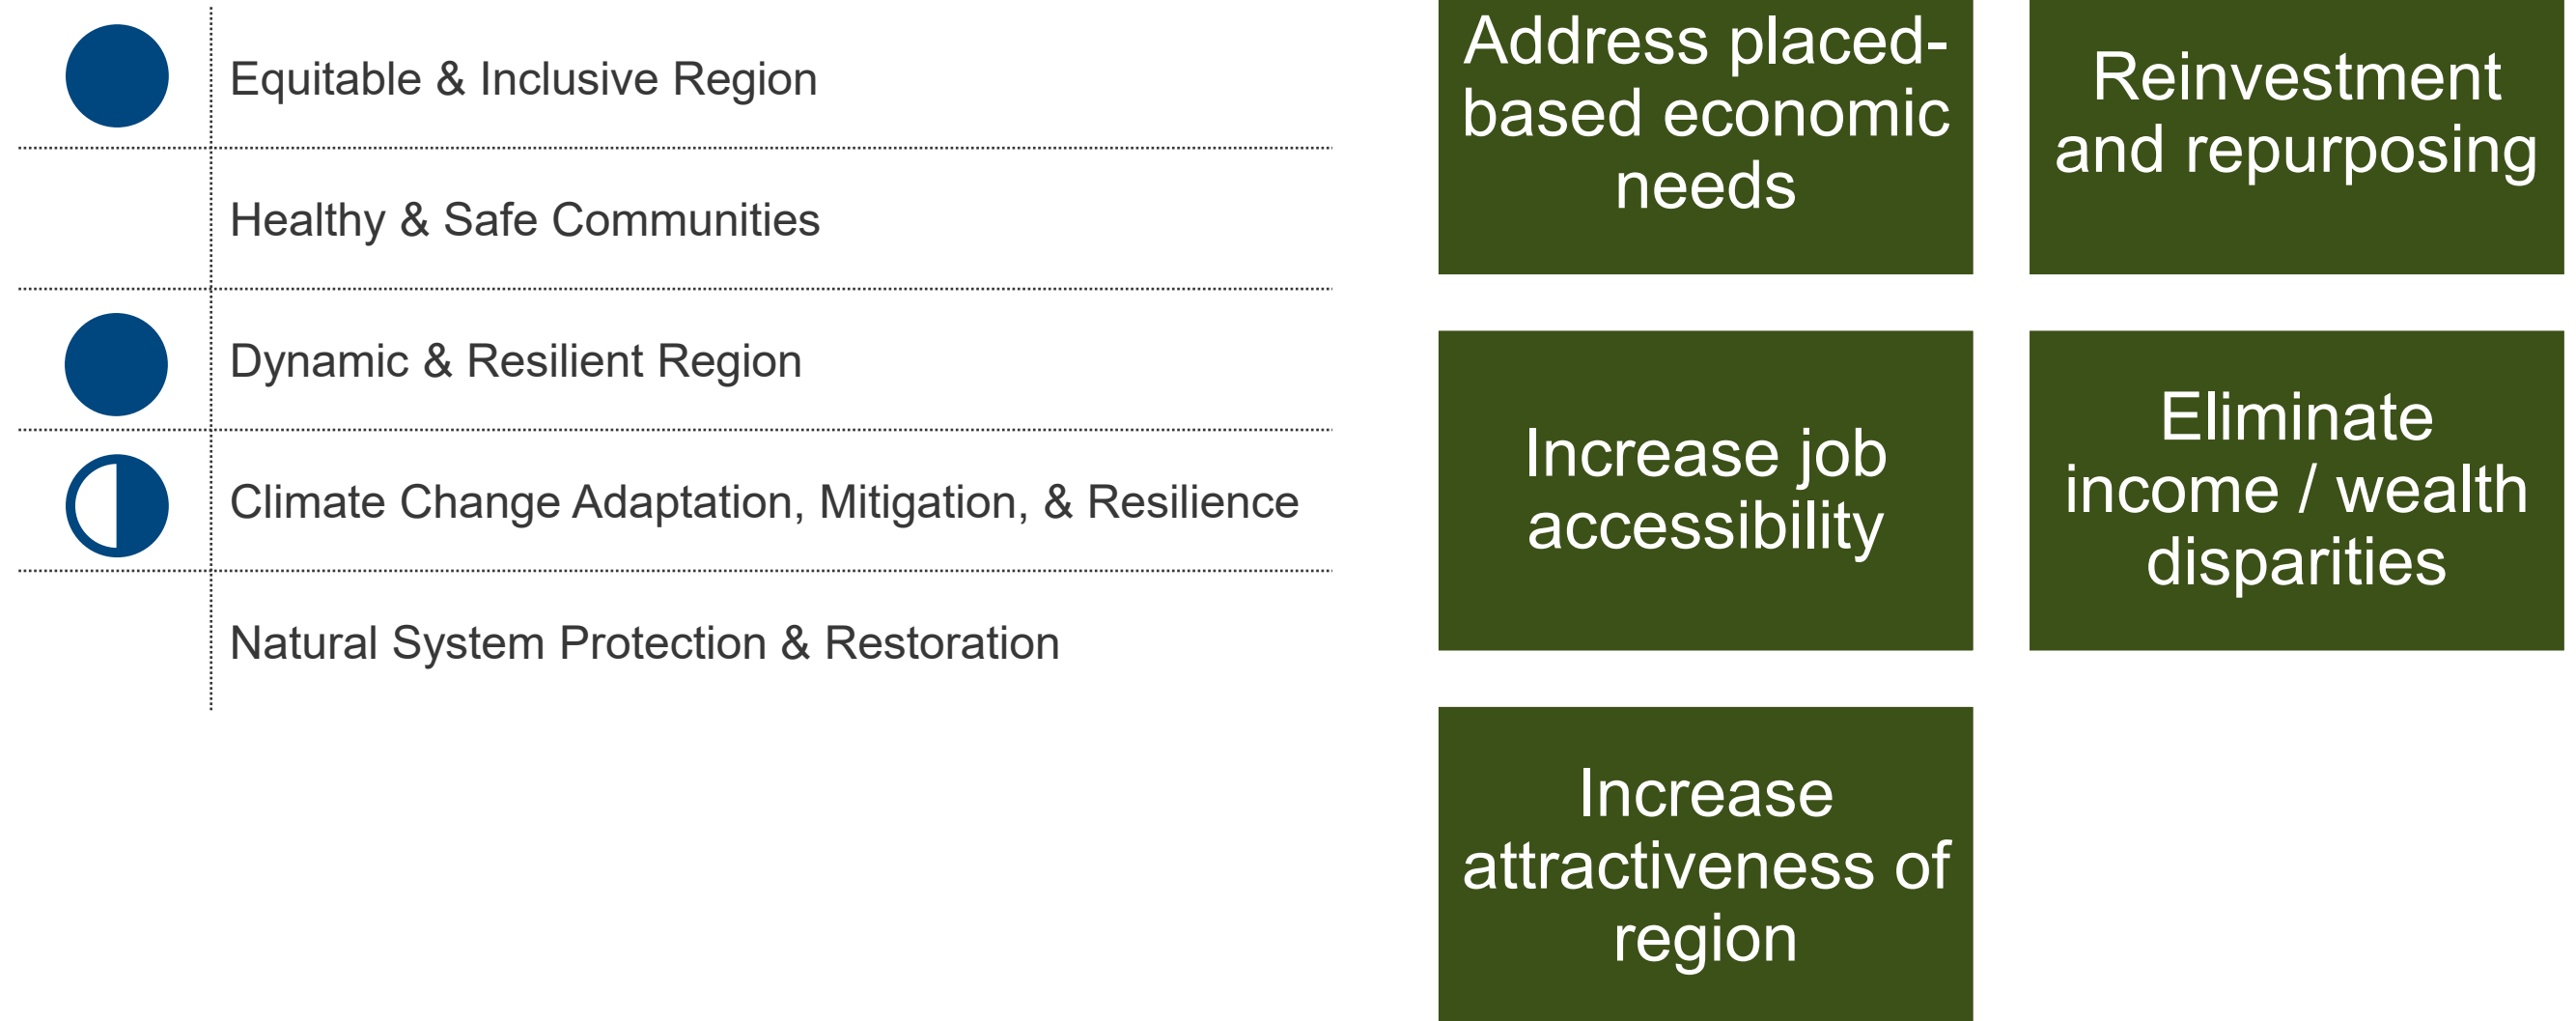 Equitable & Inclusive Region
Healthy & Safe Communities
Dynamic & Resilient Region
Climate Change Adaptation, Mitigation, & Resilience
Natural System Protection & Restoration
Address placed-
based economic
needs
Reinvestment
and repurposing
Increase job
accessibility
Eliminate
income / wealth
disparities
Increase
attractiveness of
region